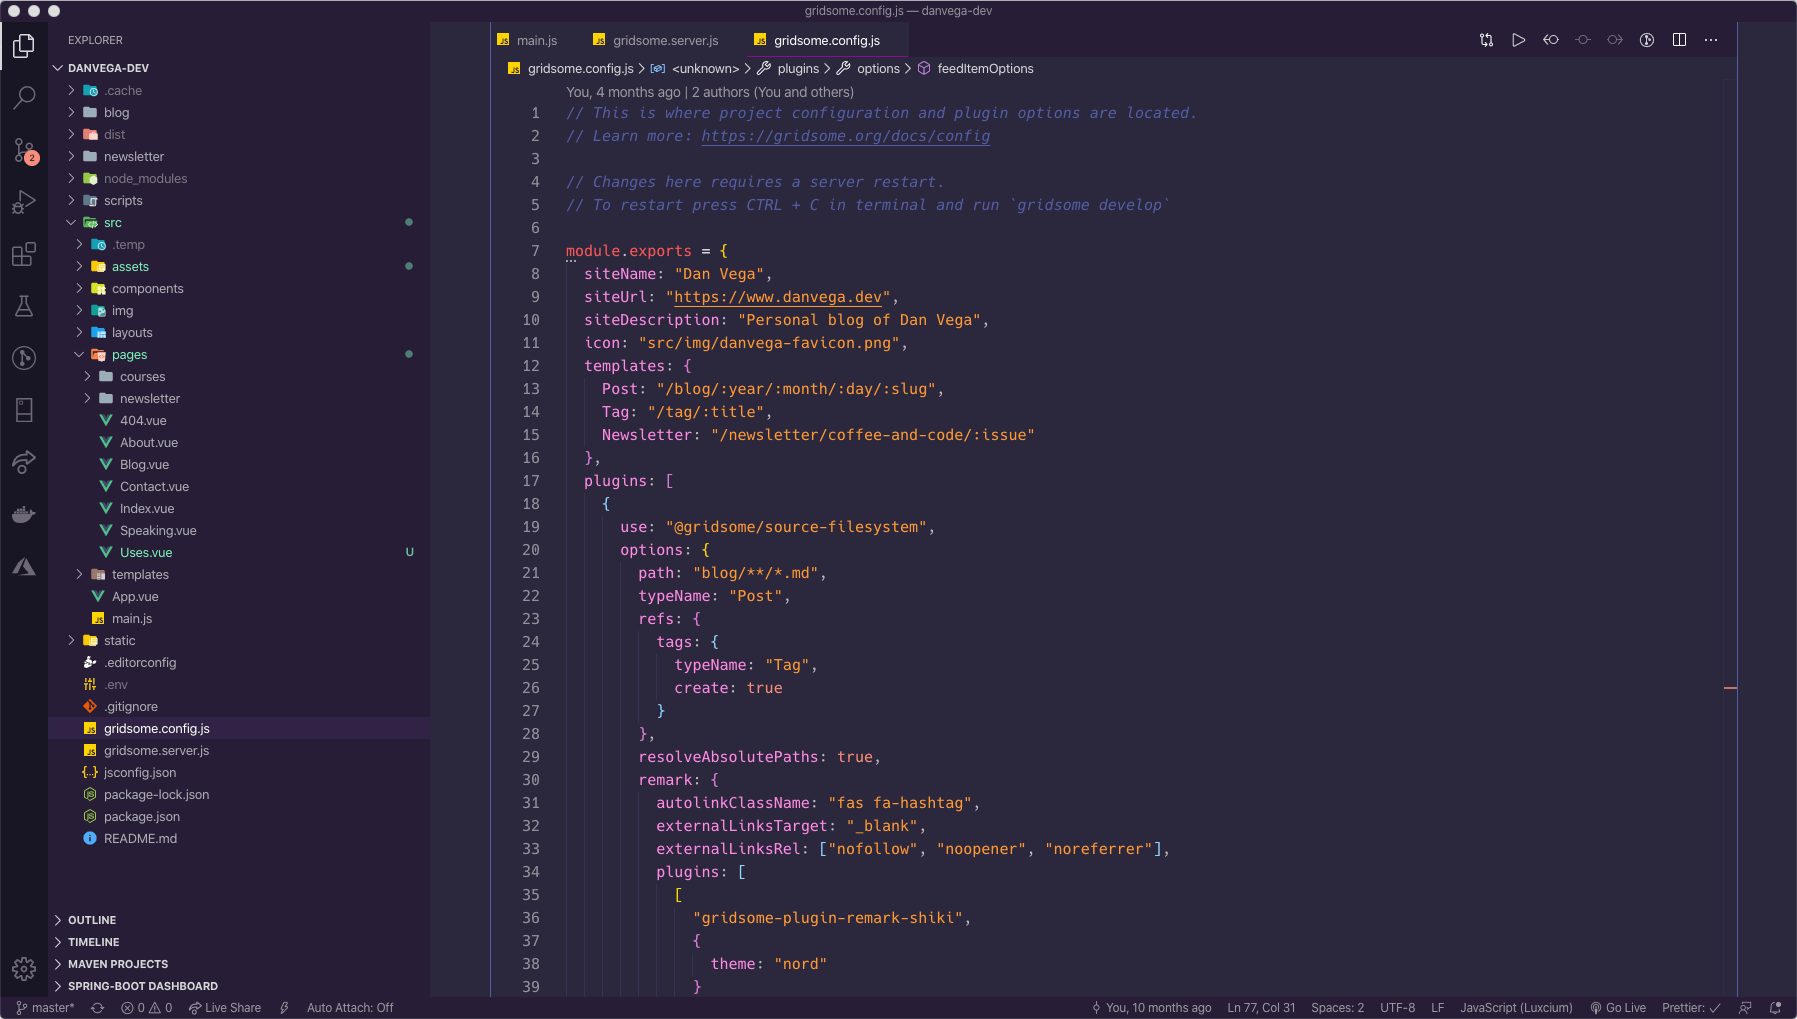 gridsome.config.js — danvega-dev
EXPLORER
DANVEGA-DEV
.cache
blog
dist
newsletter
node_modules
scripts
src
.temp
assets
components
img
layouts
pages
courses
newsletter
404.vue
About.vue
Blog.vue
Contact.vue
Index.vue
Speaking.vue
Uses.vue U
templates
App.vue
main.js
static
.editorconfig
.env
.gitignore
gridsome.config.js
gridsome.server.js
jsconfig.json
package-lock.json
package.json
README.md
OUTLINE
TIMELINE
MAVEN PROJECTS
SPRING-BOOT DASHBOARD
2
main.js gridsome.server.js gridsome.config.js
gridsome.config.js > <unknown> > plugins > options > feedItemOptions
You, 4 months ago | 2 authors (You and others)
1 // This is where project configuration and plugin options are located.
2 // Learn more: https://gridsome.org/docs/config
3
4 // Changes here requires a server restart.
5 // To restart press CTRL + C in terminal and run `gridsome develop`
6
7 module.exports = {
8 siteName: "Dan Vega",
9 siteUrl: "https://www.danvega.dev",
10 siteDescription: "Personal blog of Dan Vega",
11 icon: "src/img/danvega-favicon.png",
12 templates: {
13 Post: "/blog/:year/:month/:day/:slug",
14 Tag: "/tag/:title",
15 Newsletter: "/newsletter/coffee-and-code/:issue"
16 },
17 plugins: [
18 {
19 use: "@gridsome/source-filesystem",
20 options: {
21 path: "blog/**/*.md",
22 typeName: "Post",
23 refs: {
24 tags: {
25 typeName: "Tag",
26 create: true
27 }
28 },
29 resolveAbsolutePaths: true,
30 remark: {
31 autolinkClassName: "fas fa-hashtag",
32 externalLinksTarget: "_blank",
33 externalLinksRel: ["nofollow", "noopener", "noreferrer"],
34 plugins: [
35 [
36 "gridsome-plugin-remark-shiki",
37 {
38 theme: "nord"
39 }
master* 0 0 Live Share Auto Attach: Off You, 10 months ago Ln 77, Col 31 Spaces: 2 UTF-8 LF JavaScript (Luxcium) Go Live Prettier: ✓